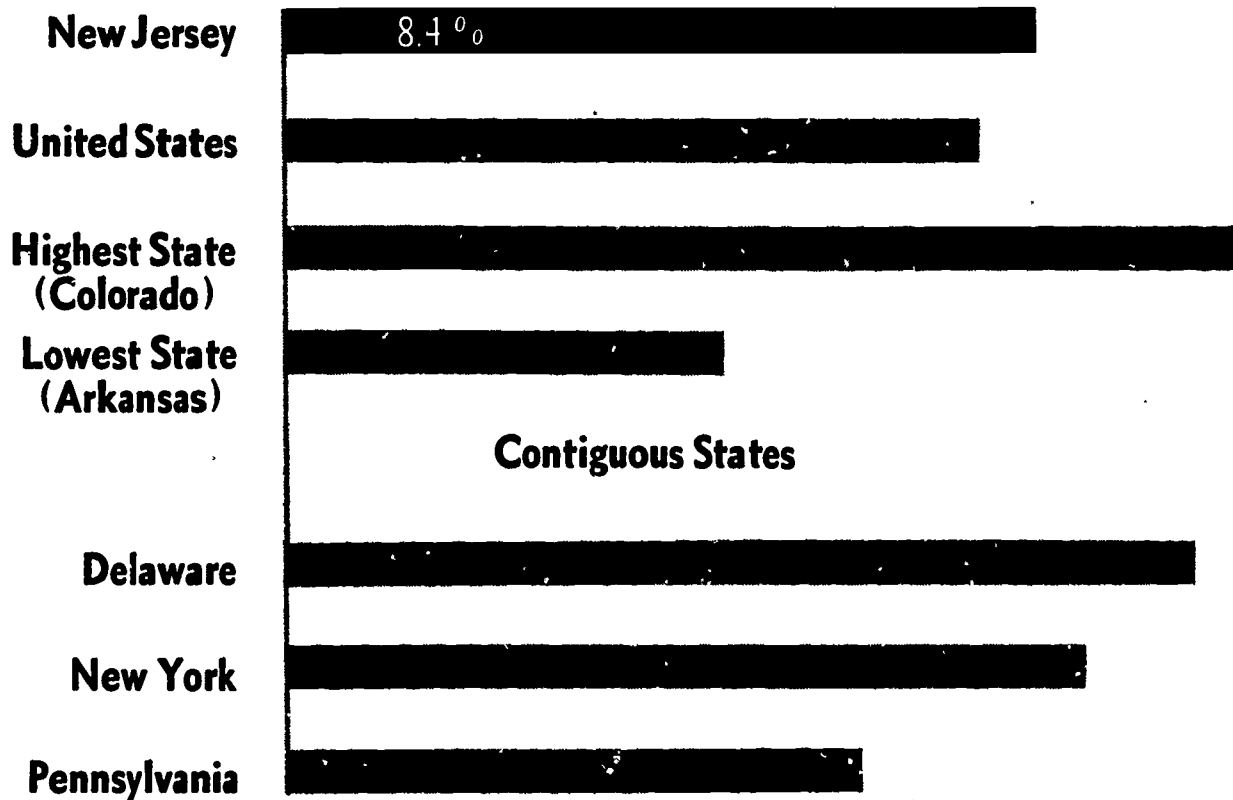 New Jersey 8.4%
United States
Highest State
(Colorado)
Lowest State
(Arkansas)
Contiguous States
Delaware
New York
Pennsylvania